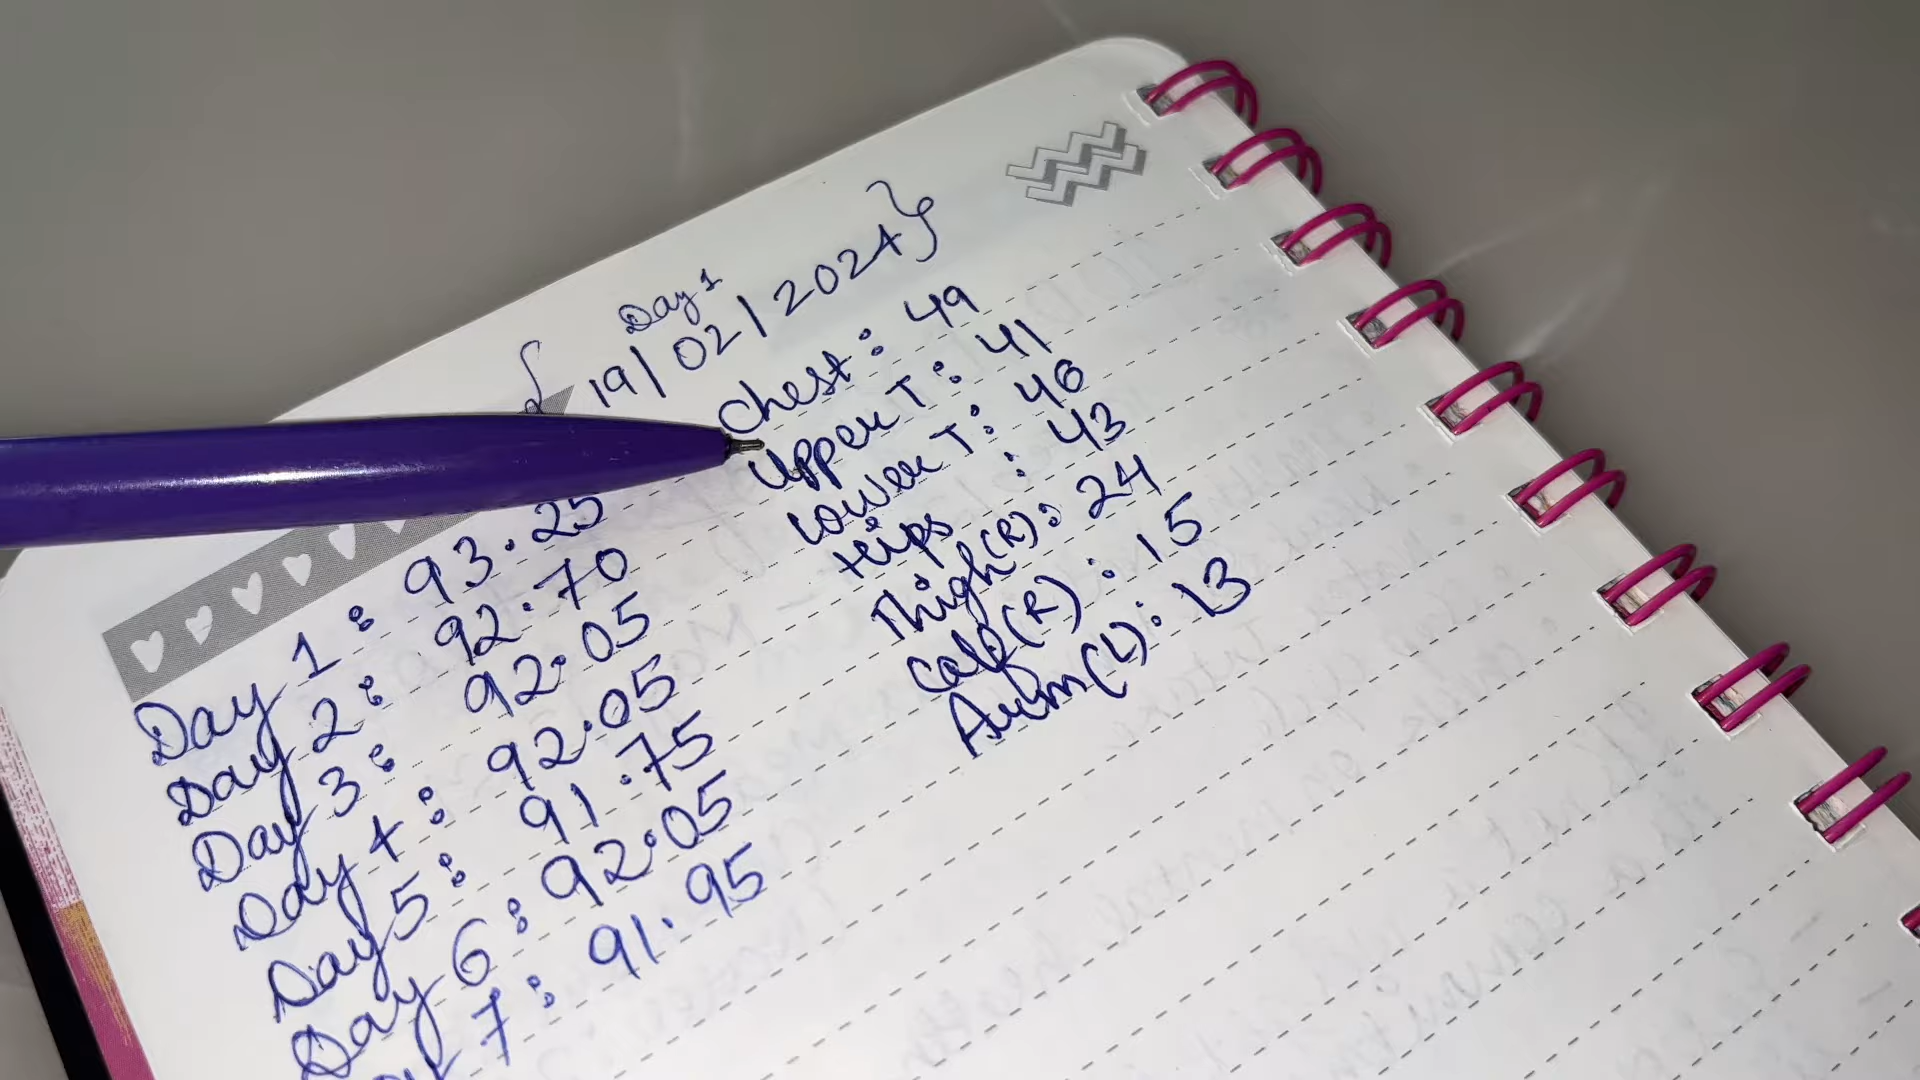 Day 1
{ 19/02/2024 }
Chest : 49
Upper T : 41
Lower T : 46
Hips : 43
Thigh (R) : 24
Calf (R) : 15
Arm (L) : 13
Day 1 : 93.25
Day 2 : 92.70
Day 3 : 92.05
Day 4 : 92.05
Day 5 : 91.75
Day 6 : 92.05
7 : 91.95